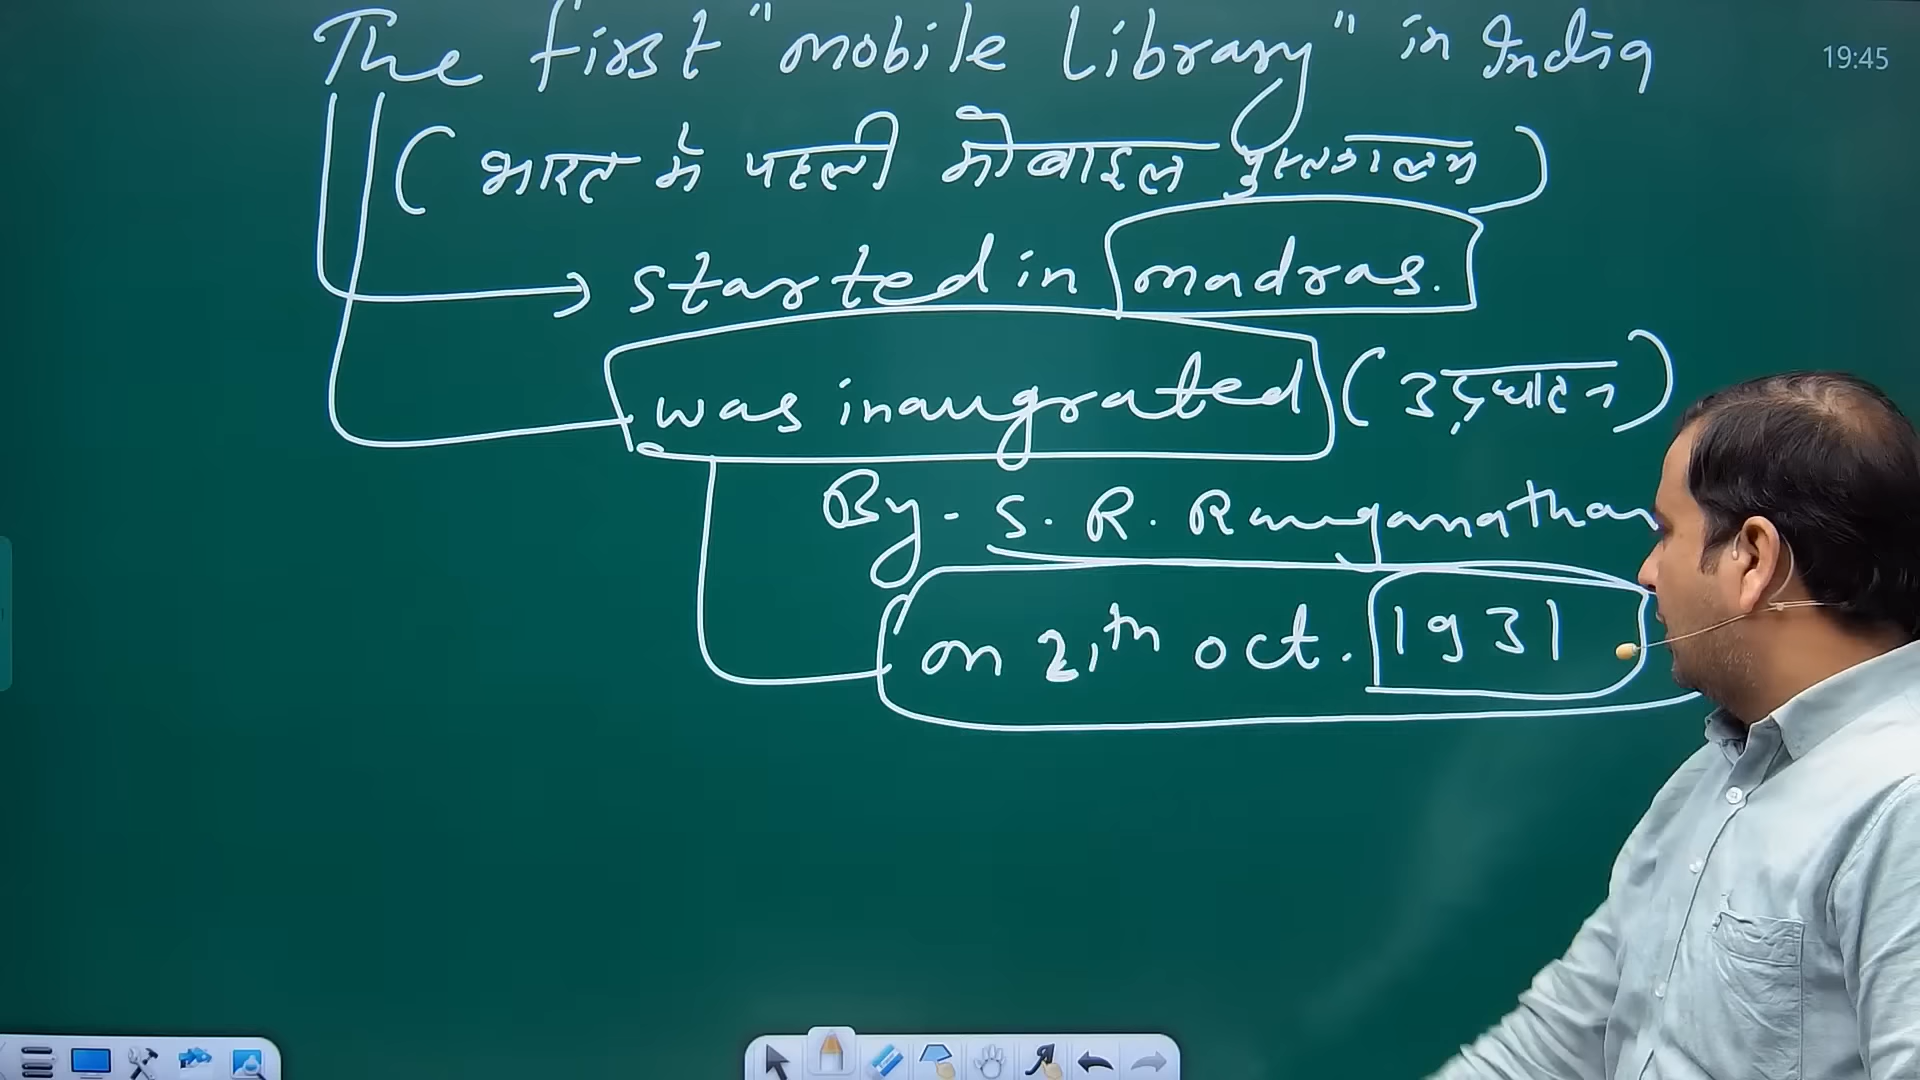 The first "mobile Library" in India
19:45
(भारत में पहली मोबाइल पुस्तकालय)
started in madras.
was inaugrated (उद्घाटन)
By - S. R. Ranganathan
on 21th oct. 1931